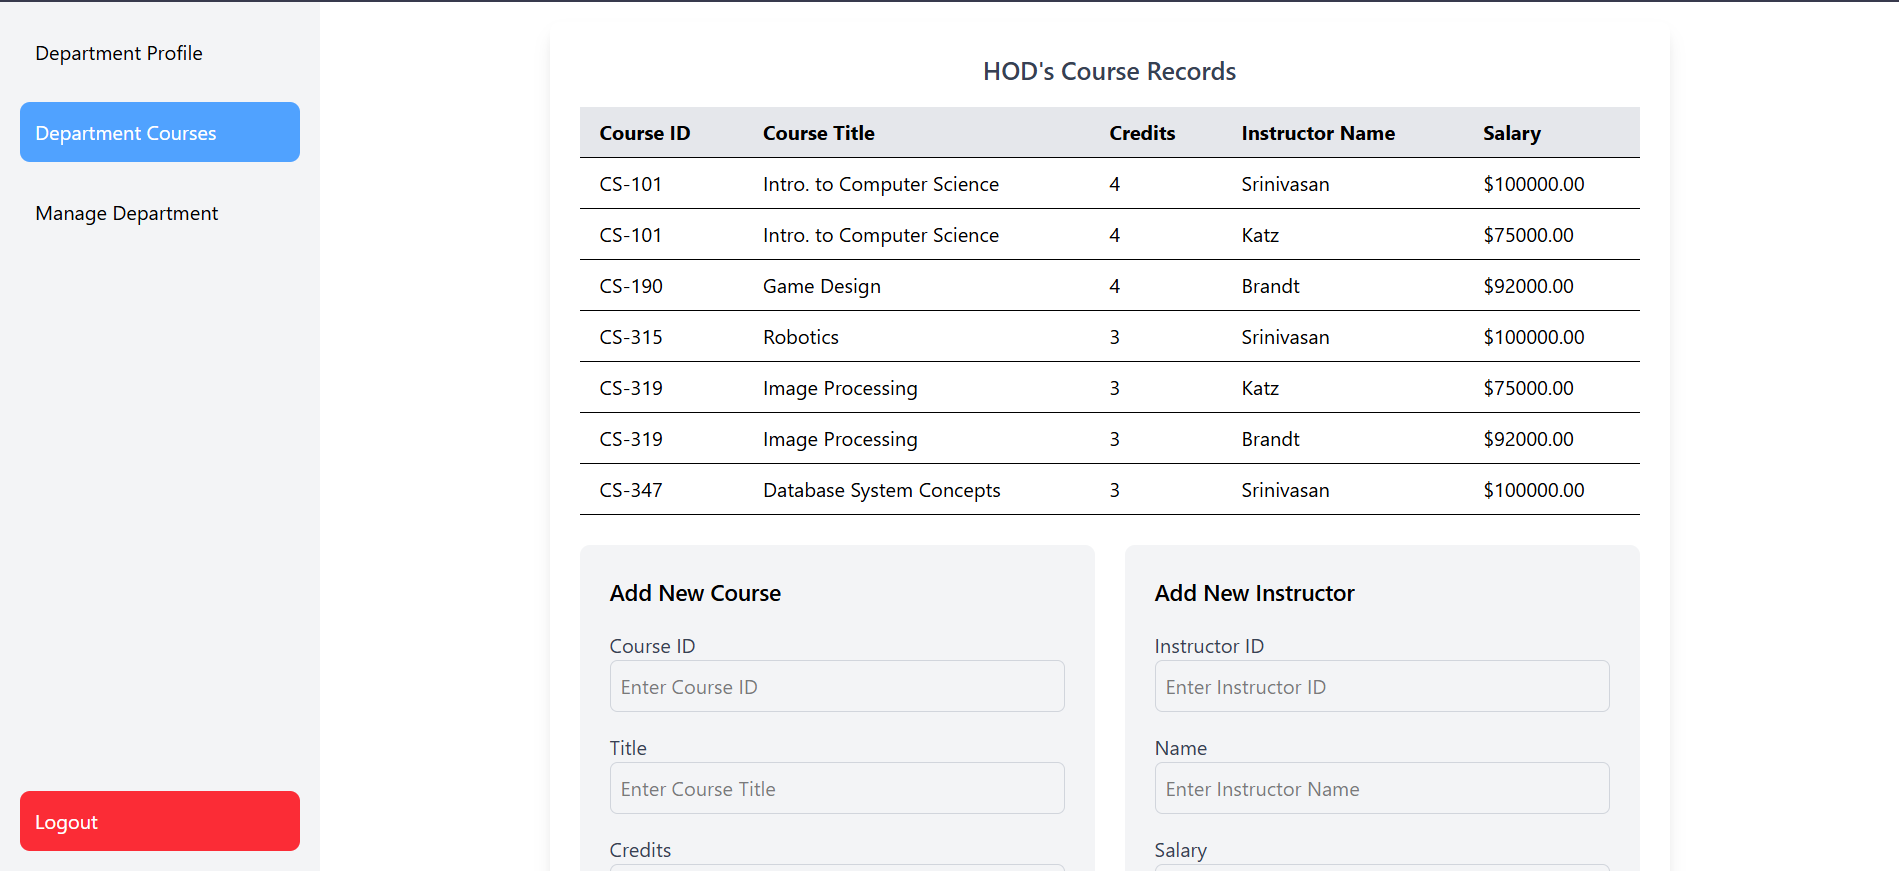 Department Profile
Department Courses
Manage Department
Logout
HOD's Course Records
Course ID Course Title Credits Instructor Name Salary
CS-101 Intro. to Computer Science 4 Srinivasan $100000.00
CS-101 Intro. to Computer Science 4 Katz $75000.00
CS-190 Game Design 4 Brandt $92000.00
CS-315 Robotics 3 Srinivasan $100000.00
CS-319 Image Processing 3 Katz $75000.00
CS-319 Image Processing 3 Brandt $92000.00
CS-347 Database System Concepts 3 Srinivasan $100000.00
Add New Course
Course ID
Enter Course ID
Title
Enter Course Title
Credits
Add New Instructor
Instructor ID
Enter Instructor ID
Name
Enter Instructor Name
Salary